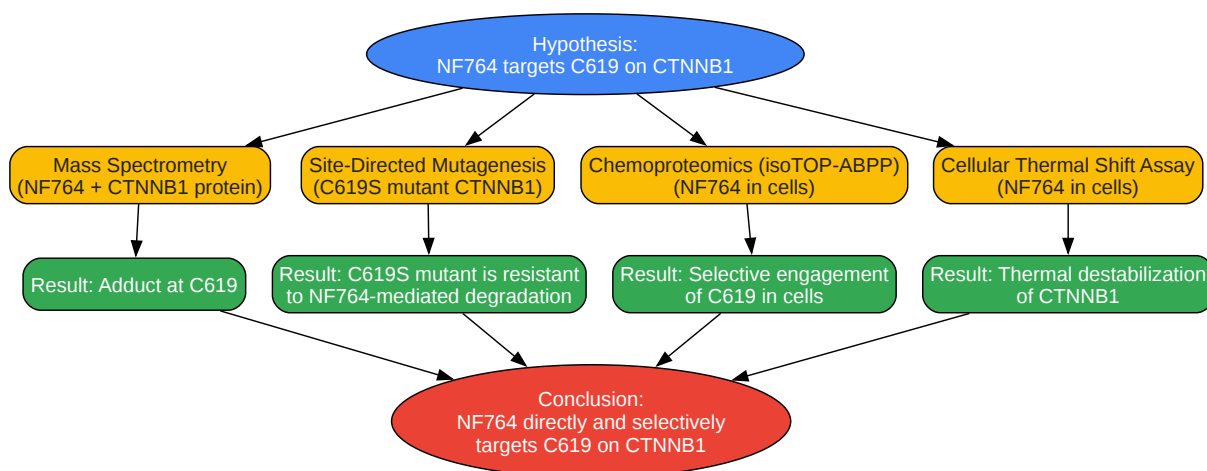 Hypothesis:
NF764 targets C619 on CTNNB1
Mass Spectrometry
(NF764 + CTNNB1 protein)
Site-Directed Mutagenesis
(C619S mutant CTNNB1)
Chemoproteomics (isoTOP-ABPP)
(NF764 in cells)
Cellular Thermal Shift Assay
(NF764 in cells)
Result: Adduct at C619
Result: C619S mutant is resistant
to NF764-mediated degradation
Result: Selective engagement
of C619 in cells
Result: Thermal destabilization
of CTNNB1
Conclusion:
NF764 directly and selectively
targets C619 on CTNNB1